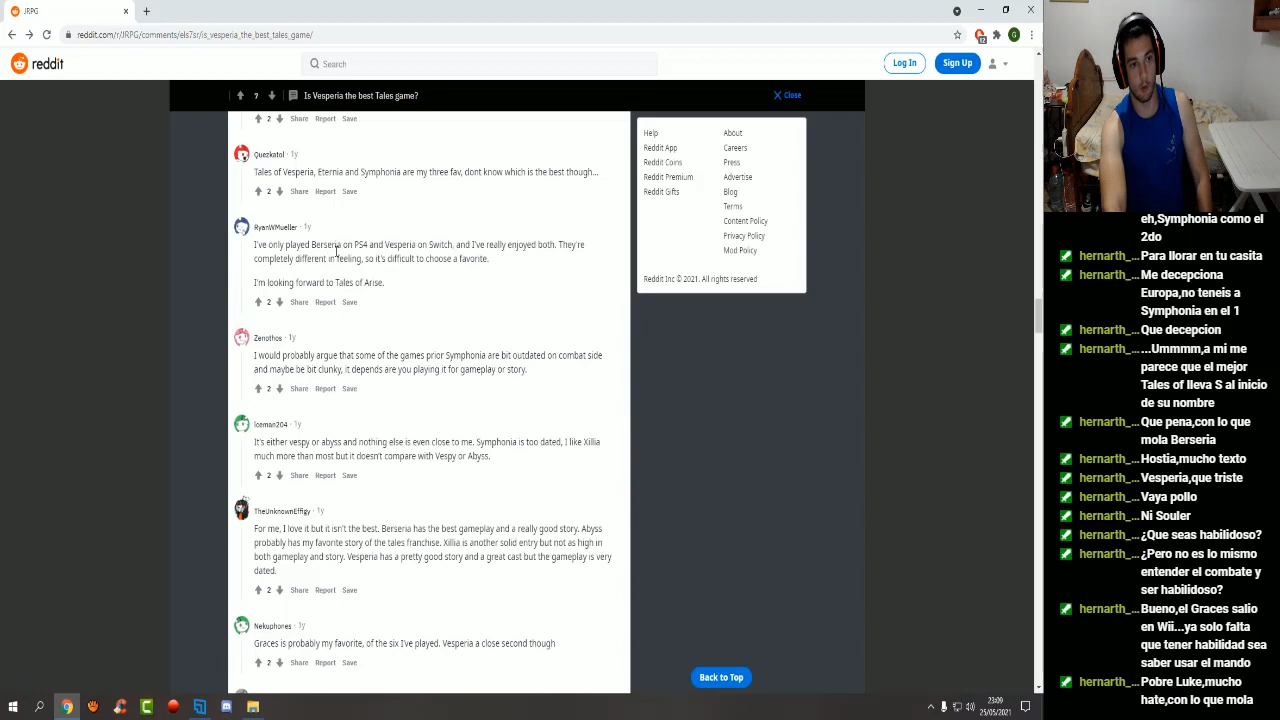 JRPG
reddit.com/r/JRPG/comments/els7sr/is_vesperia_the_best_tales_game/
12
G
reddit
Search
Log In
Sign Up
7
Is Vesperia the best Tales game?
Close
2 Share Report Save
Quezkatol · 1y
Tales of Vesperia, Eternia and Symphonia are my three fav, dont know which is the best though...
2 Share Report Save
RyanWMueller · 1y
I've only played Berseria on PS4 and Vesperia on Switch, and I've really enjoyed both. They're
completely different in feeling, so it's difficult to choose a favorite.
I'm looking forward to Tales of Arise.
2 Share Report Save
Zenothos · 1y
I would probably argue that some of the games prior Symphonia are bit outdated on combat side
and maybe be bit clunky, it depends are you playing it for gameplay or story.
2 Share Report Save
iceman204 · 1y
It's either vespy or abyss and nothing else is even close to me. Symphonia is too dated, I like Xillia
much more than most but it doesn't compare with Vespy or Abyss.
2 Share Report Save
TheUnknownEffigy · 1y
For me, I love it but it isn't the best. Berseria has the best gameplay and a really good story. Abyss
probably has my favorite story of the tales franchise. Xillia is another solid entry but not as high in
both gameplay and story. Vesperia has a pretty good story and a great cast but the gameplay is very
dated.
2 Share Report Save
Nekuphones · 1y
Graces is probably my favorite, of the six I've played. Vesperia a close second though
2 Share Report Save
Help About
Reddit App Careers
Reddit Coins Press
Reddit Premium Advertise
Reddit Gifts Blog
Terms
Content Policy
Privacy Policy
Mod Policy
Reddit Inc © 2021. All rights reserved
Back to Top
eh,Symphonia como el
2do
hernarth_... Para llorar en tu casita
hernarth_... Me decepciona
Europa,no teneis a
Symphonia en el 1
hernarth_... Que decepcion
hernarth_... ...Ummmm,a mi me
parece que el mejor
Tales of lleva S al inicio
de su nombre
hernarth_... Que pena,con lo que
mola Berseria
hernarth_... Hostia,mucho texto
hernarth_... Vesperia,que triste
hernarth_... Vaya pollo
hernarth_... Ni Souler
hernarth_... ¿Que seas habilidoso?
hernarth_... ¿Pero no es lo mismo
entender el combate y
ser habilidoso?
hernarth_... Bueno,el Graces salio
en Wii...ya solo falta
que tener habilidad sea
saber usar el mando
hernarth_... Pobre Luke,mucho
hate,con lo que mola
23:09
25/05/2021